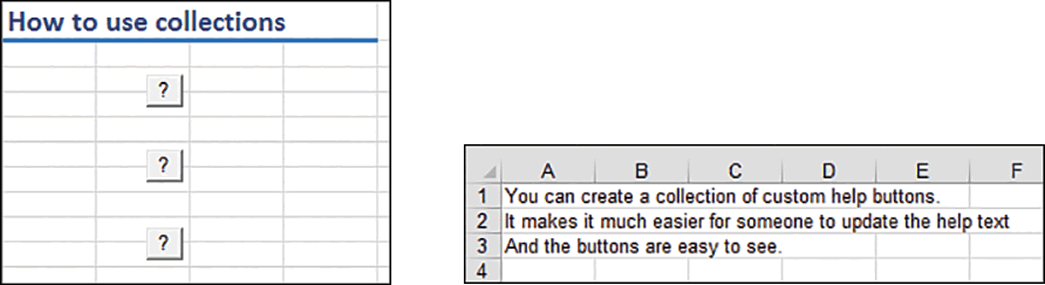 How to use collections
?
?
?
A B C D E F
1 You can create a collection of custom help buttons.
2 It makes it much easier for someone to update the help text
3 And the buttons are easy to see.
4